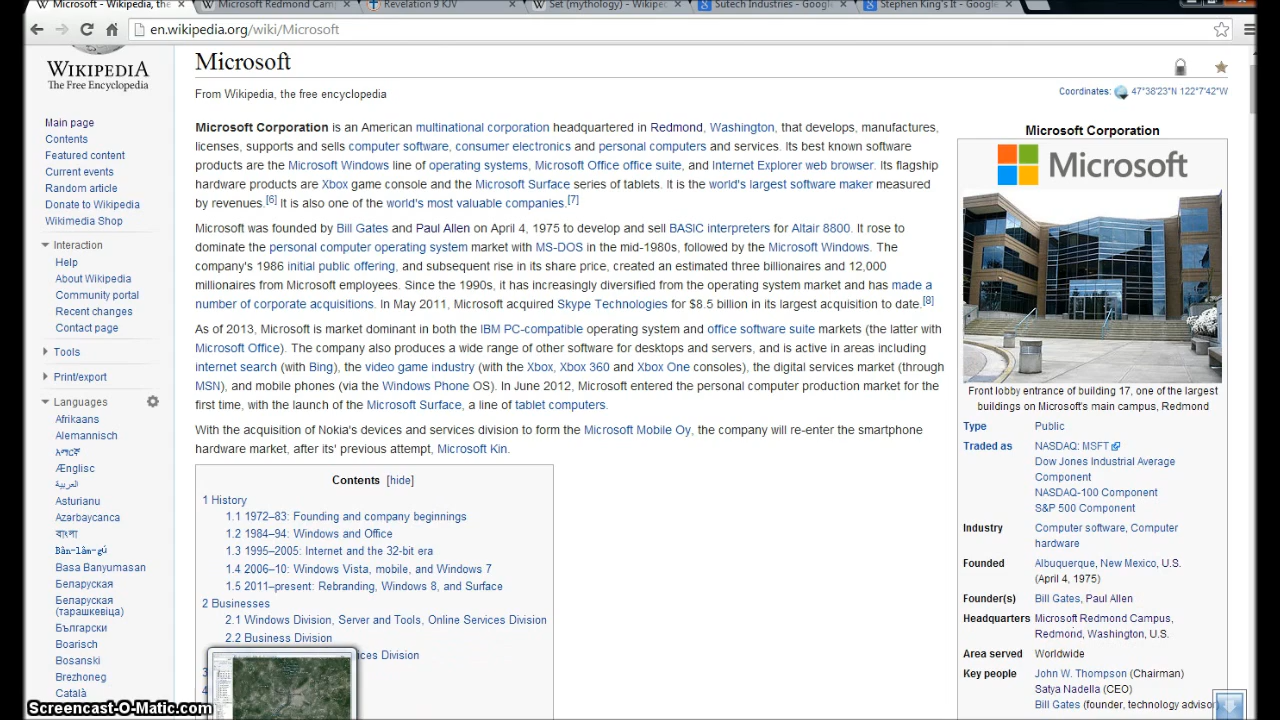 Microsoft - Wikipedia, the
Microsoft Redmond Cam
Revelation 9 KJV
Set (mythology) - Wikiped
Sutech Industries - Google
Stephen King's
Google
en.wikipedia.org/wiki/Microsoft
WIKIPEDIA
The Free Encyclopedia
Main page
Contents
Featured content
Current events
Random article
Donate to Wikipedia
Wikimedia Shop
Interaction
Help
About Wikipedia
Community portal
Recent changes
Contact page
Tools
Print/export
Languages
Afrikaans
Alemannisch
አማርኛ
Ænglisc
العربية
Asturianu
Azərbaycanca
বাংলা
Bân-lâm-gú
Basa Banyumasan
Беларуская
Беларуская
(тарашкевіца)
Български
Boarisch
Bosanski
Brezhoneg
Català
Microsoft
From Wikipedia, the free encyclopedia
Coordinates: 47°38′23″N 122°7′42″W
Microsoft Corporation is an American multinational corporation headquartered in Redmond, Washington, that develops, manufactures,
licenses, supports and sells computer software, consumer electronics and personal computers and services. Its best known software
products are the Microsoft Windows line of operating systems, Microsoft Office office suite, and Internet Explorer web browser. Its flagship
hardware products are Xbox game console and the Microsoft Surface series of tablets. It is the world's largest software maker measured
by revenues.[6] It is also one of the world's most valuable companies.[7]
Microsoft was founded by Bill Gates and Paul Allen on April 4, 1975 to develop and sell BASIC interpreters for Altair 8800. It rose to
dominate the personal computer operating system market with MS-DOS in the mid-1980s, followed by the Microsoft Windows. The
company's 1986 initial public offering, and subsequent rise in its share price, created an estimated three billionaires and 12,000
millionaires from Microsoft employees. Since the 1990s, it has increasingly diversified from the operating system market and has made a
number of corporate acquisitions. In May 2011, Microsoft acquired Skype Technologies for $8.5 billion in its largest acquisition to date.[8]
As of 2013, Microsoft is market dominant in both the IBM PC-compatible operating system and office software suite markets (the latter with
Microsoft Office). The company also produces a wide range of other software for desktops and servers, and is active in areas including
internet search (with Bing), the video game industry (with the Xbox, Xbox 360 and Xbox One consoles), the digital services market (through
MSN), and mobile phones (via the Windows Phone OS). In June 2012, Microsoft entered the personal computer production market for the
first time, with the launch of the Microsoft Surface, a line of tablet computers.
With the acquisition of Nokia's devices and services division to form the Microsoft Mobile Oy, the company will re-enter the smartphone
hardware market, after its' previous attempt, Microsoft Kin.
Contents [hide]
1 History
1.1 1972–83: Founding and company beginnings
1.2 1984–94: Windows and Office
1.3 1995–2005: Internet and the 32-bit era
1.4 2006–10: Windows Vista, mobile, and Windows 7
1.5 2011–present: Rebranding, Windows 8, and Surface
2 Businesses
2.1 Windows Division, Server and Tools, Online Services Division
2.2 Business Division
ices Division
3
4
Microsoft Corporation
Microsoft
Front lobby entrance of building 17, one of the largest
buildings on Microsoft's main campus, Redmond
Type Public
Traded as NASDAQ: MSFT
Dow Jones Industrial Average
Component
NASDAQ-100 Component
S&P 500 Component
Industry Computer software, Computer
hardware
Founded Albuquerque, New Mexico, U.S.
(April 4, 1975)
Founder(s) Bill Gates, Paul Allen
Headquarters Microsoft Redmond Campus,
Redmond, Washington, U.S.
Area served Worldwide
Key people John W. Thompson (Chairman)
Satya Nadella (CEO)
Bill Gates (founder, technology advisor
Screencast-O-Matic.com